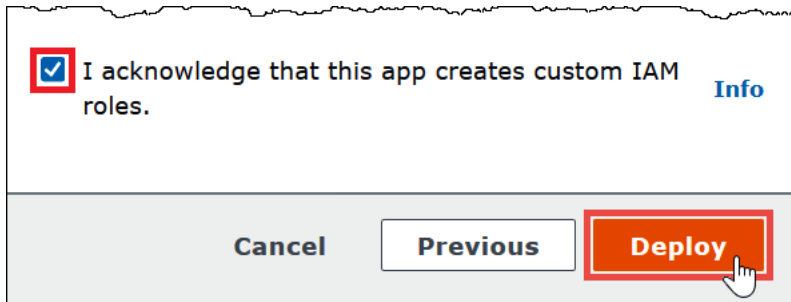 I acknowledge that this app creates custom IAM
roles.
Info
Cancel
Previous
Deploy